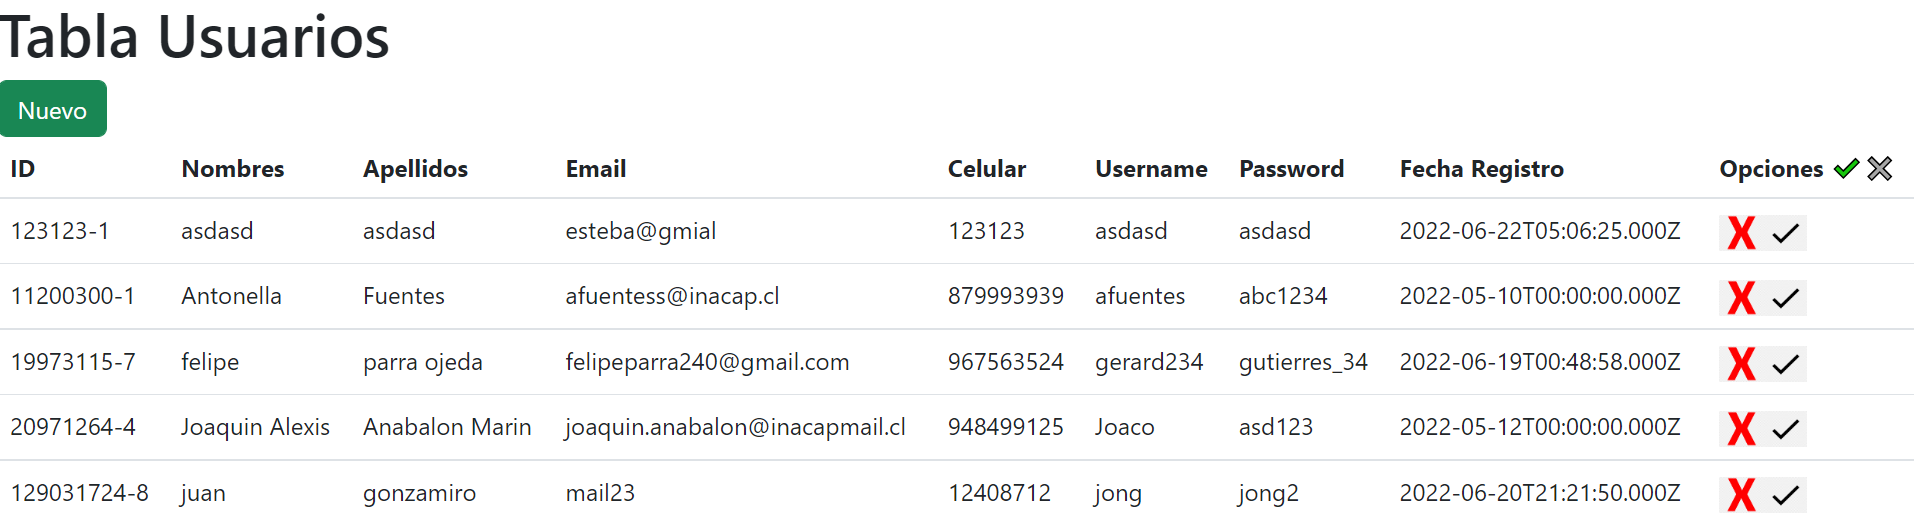 Tabla Usuarios
Nuevo
ID Nombres Apellidos Email Celular Username Password Fecha Registro Opciones
123123-1 asdasd asdasd esteba@gmial 123123 asdasd asdasd 2022-06-22T05:06:25.000Z
11200300-1 Antonella Fuentes afuentess@inacap.cl 879993939 afuentes abc1234 2022-05-10T00:00:00.000Z
19973115-7 felipe parra ojeda felipeparra240@gmail.com 967563524 gerard234 gutierres_34 2022-06-19T00:48:58.000Z
20971264-4 Joaquin Alexis Anabalon Marin joaquin.anabalon@inacapmail.cl 948499125 Joaco asd123 2022-05-12T00:00:00.000Z
129031724-8 juan gonzamiro mail23 12408712 jong jong2 2022-06-20T21:21:50.000Z